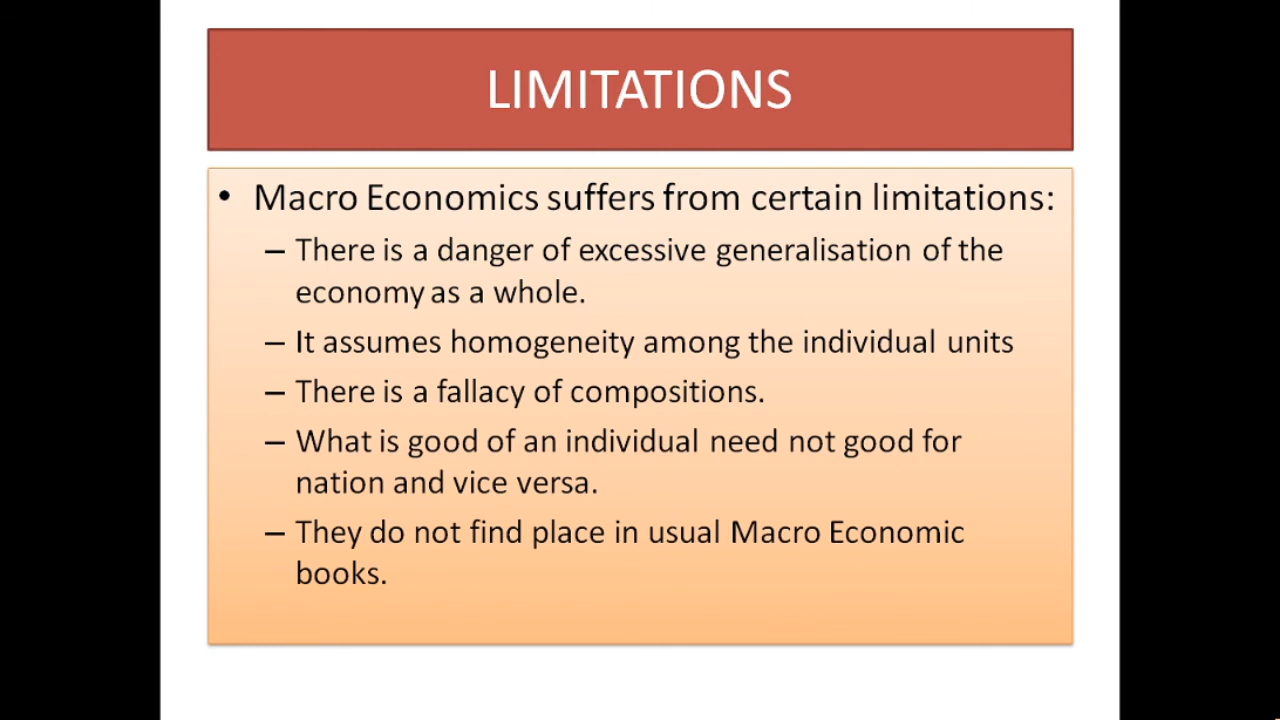 LIMITATIONS
• Macro Economics suffers from certain limitations:
– There is a danger of excessive generalisation of the
economy as a whole.
– It assumes homogeneity among the individual units
– There is a fallacy of compositions.
– What is good of an individual need not good for
nation and vice versa.
– They do not find place in usual Macro Economic
books.